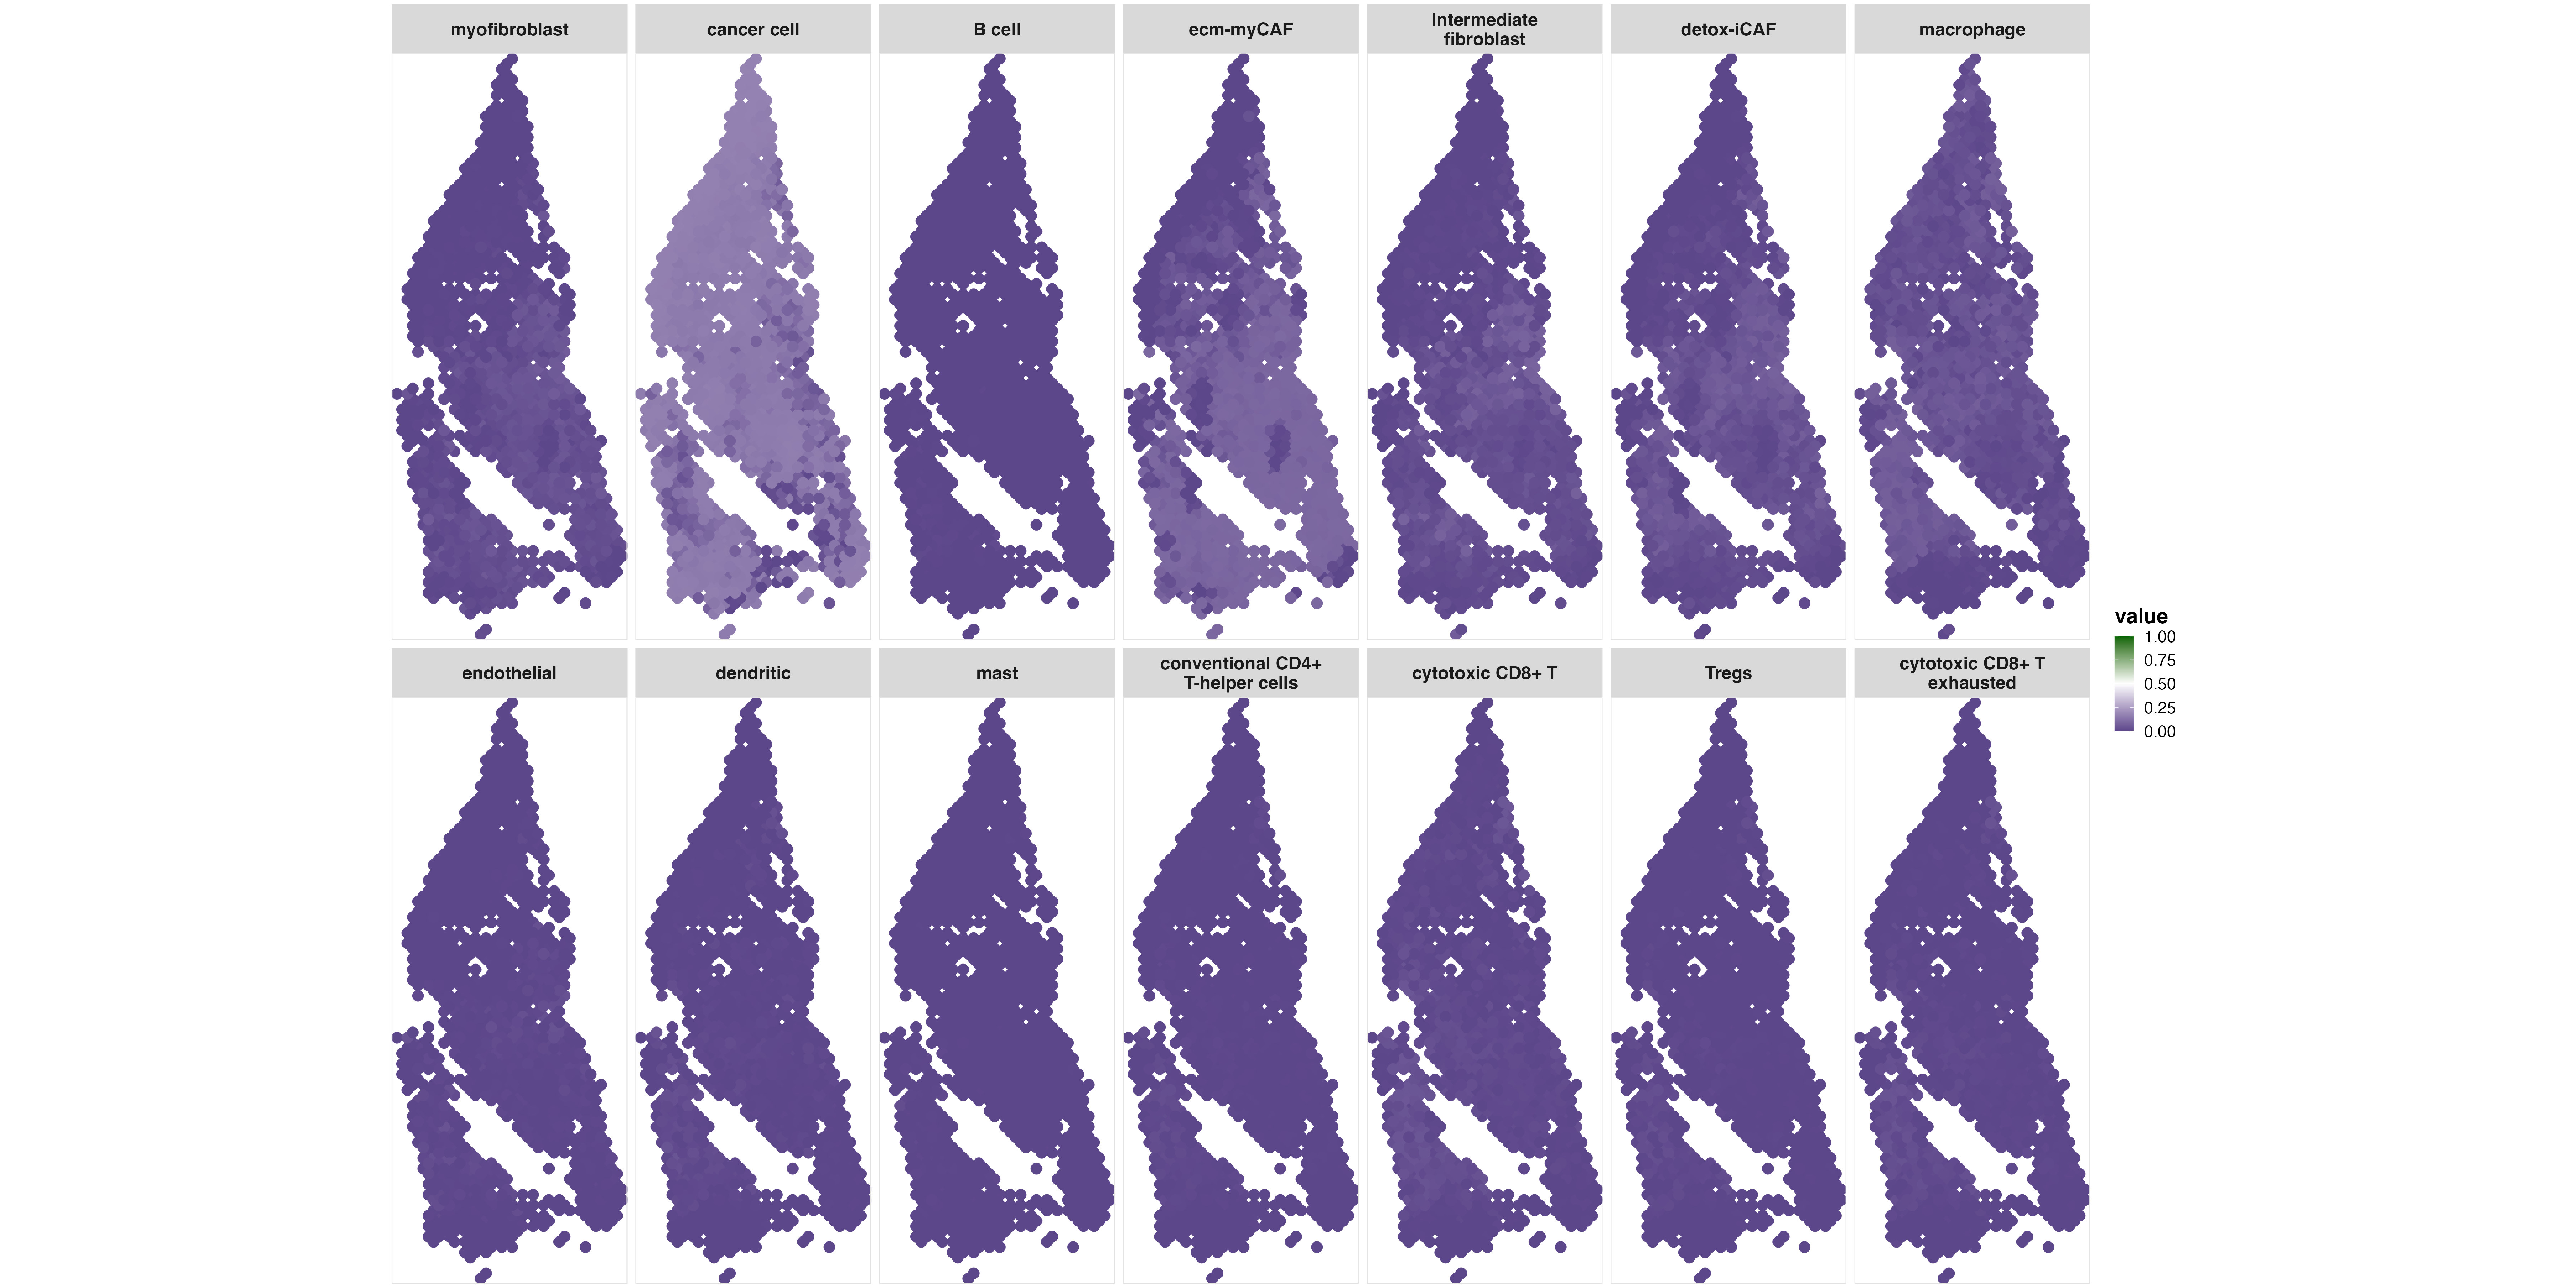 myofibroblast
cancer cell
B cell
ecm-myCAF
Intermediate
fibroblast
detox-iCAF
macrophage
value
1.00
0.75
0.50
0.25
0.00
endothelial
dendritic
mast
conventional CD4+
T-helper cells
cytotoxic CD8+ T
Tregs
cytotoxic CD8+ T
exhausted